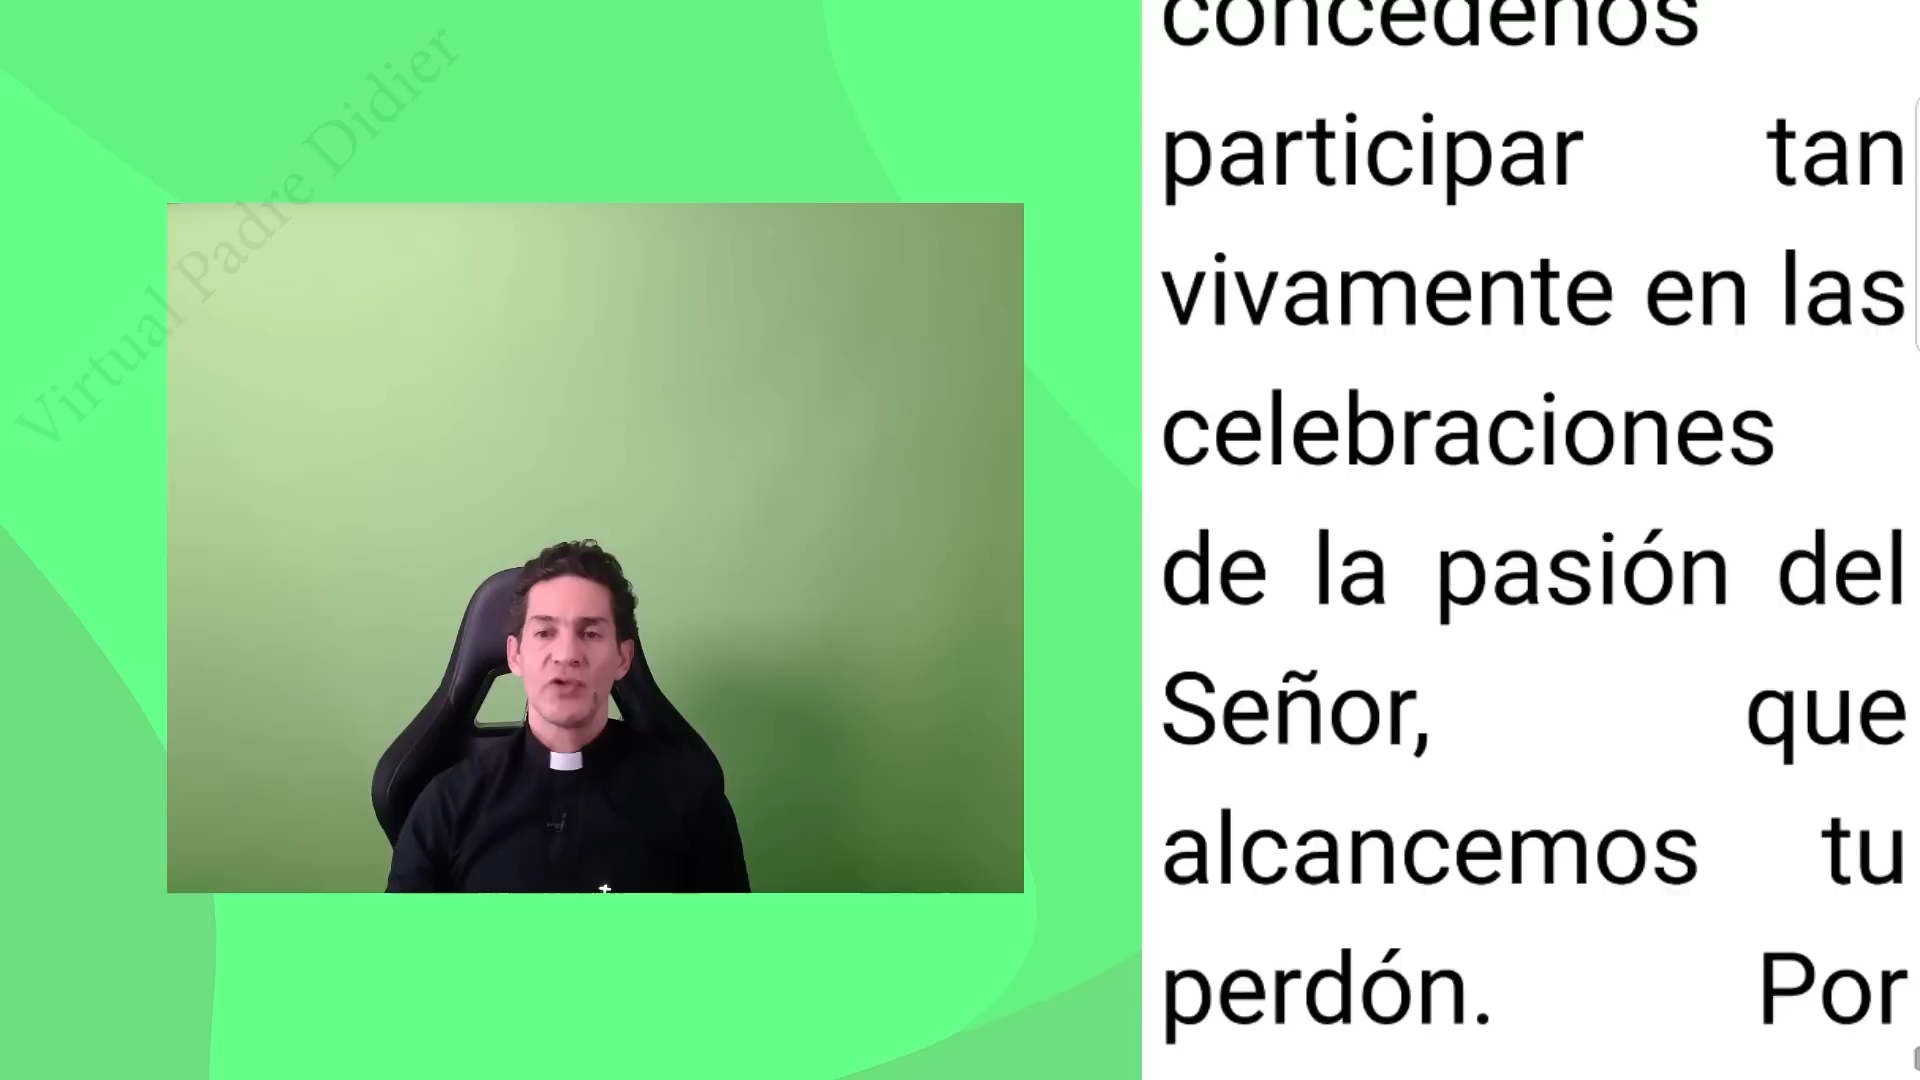 Virtual Padre Didier
concédenos
participar tan
vivamente en las
celebraciones
de la pasión del
Señor, que
alcancemos tu
perdón. Por